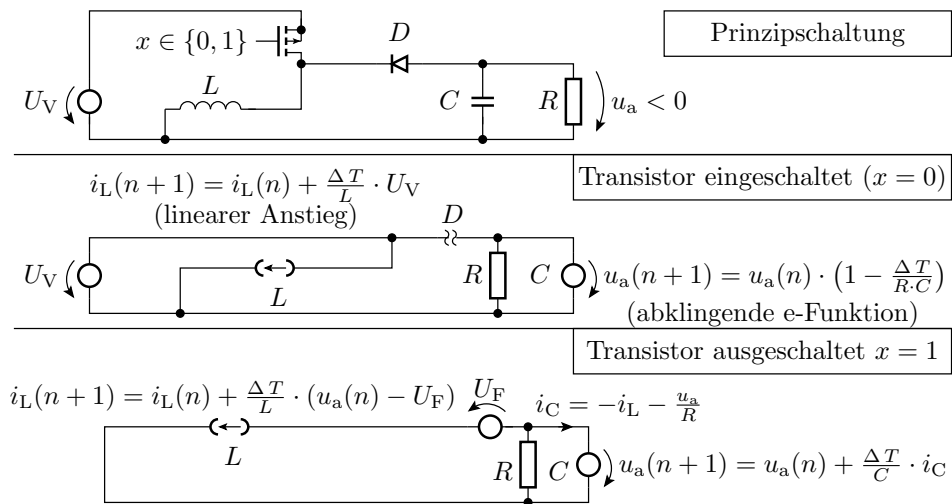 Prinzipschaltung
x ∈ {0, 1}
D
L
U_V
C
R
u_a < 0
i_L(n + 1) = i_L(n) + ΔT/L · U_V
(linearer Anstieg)
Transistor eingeschaltet (x = 0)
D
U_V
L
R
C
u_a(n + 1) = u_a(n) · (1 − ΔT/(R·C))
(abklingende e-Funktion)
Transistor ausgeschaltet x = 1
i_L(n + 1) = i_L(n) + ΔT/L · (u_a(n) − U_F)
U_F
i_C = −i_L − u_a/R
L
R
C
u_a(n + 1) = u_a(n) + ΔT/C · i_C